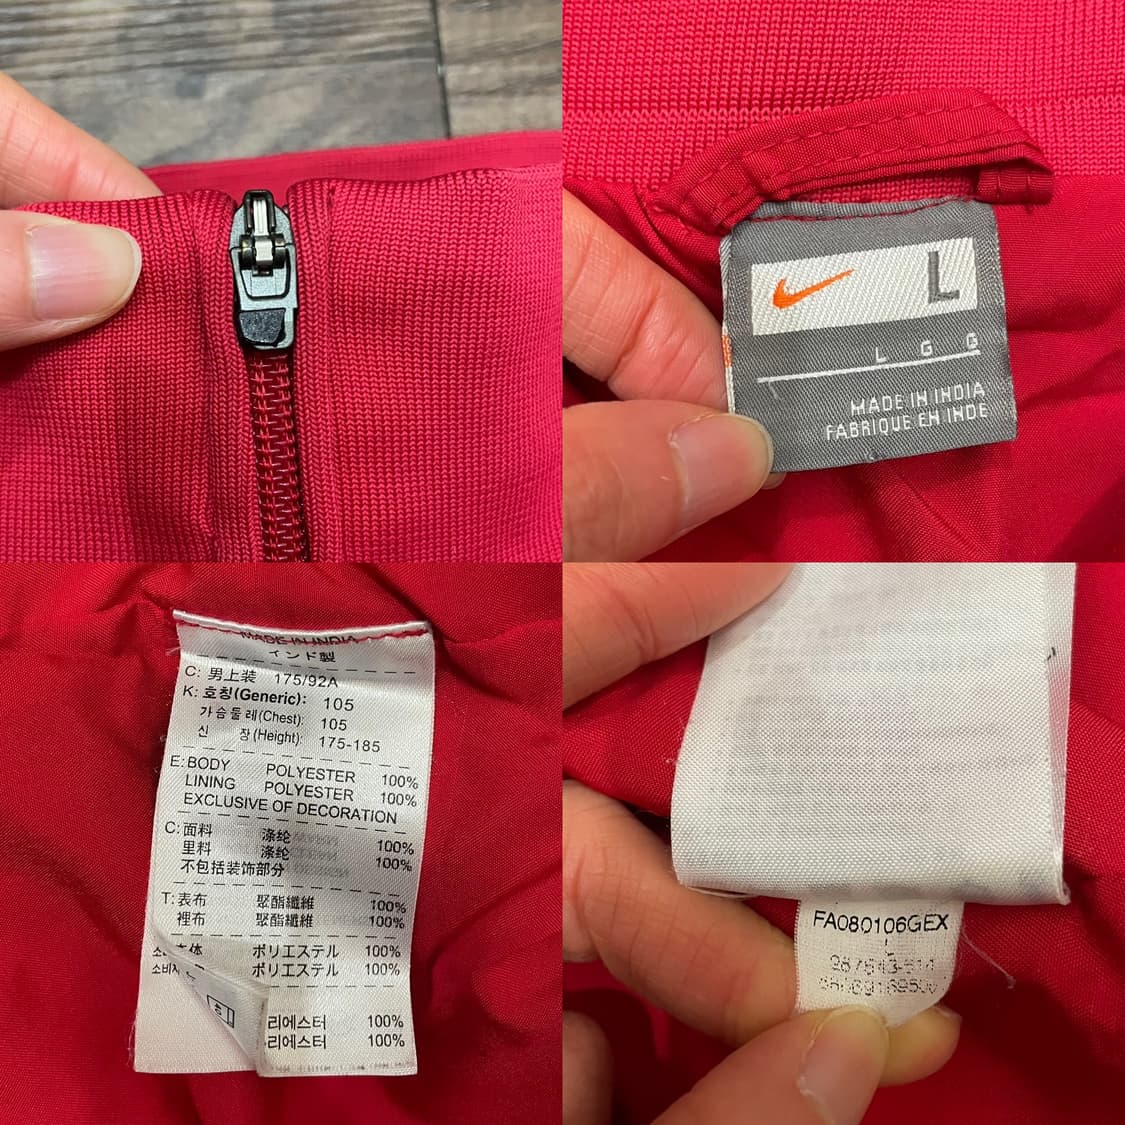 L
L G G
MADE IN INDIA
FABRIQUE EN INDE
MADE IN INDIA
インド製
C: 男上装 175/92A
K: 호칭(Generic): 105
가슴둘레(Chest): 105
신 장(Height): 175-185
E: BODY POLYESTER 100%
LINING POLYESTER 100%
EXCLUSIVE OF DECORATION
C: 面料 涤纶 100%
里料 涤纶 100%
不包括装饰部分
T: 表布 聚酯纖維 100%
裡布 聚酯纖維 100%
ポリエステル 100%
ポリエステル 100%
리에스터 100%
리에스터 100%
FA080106GEX